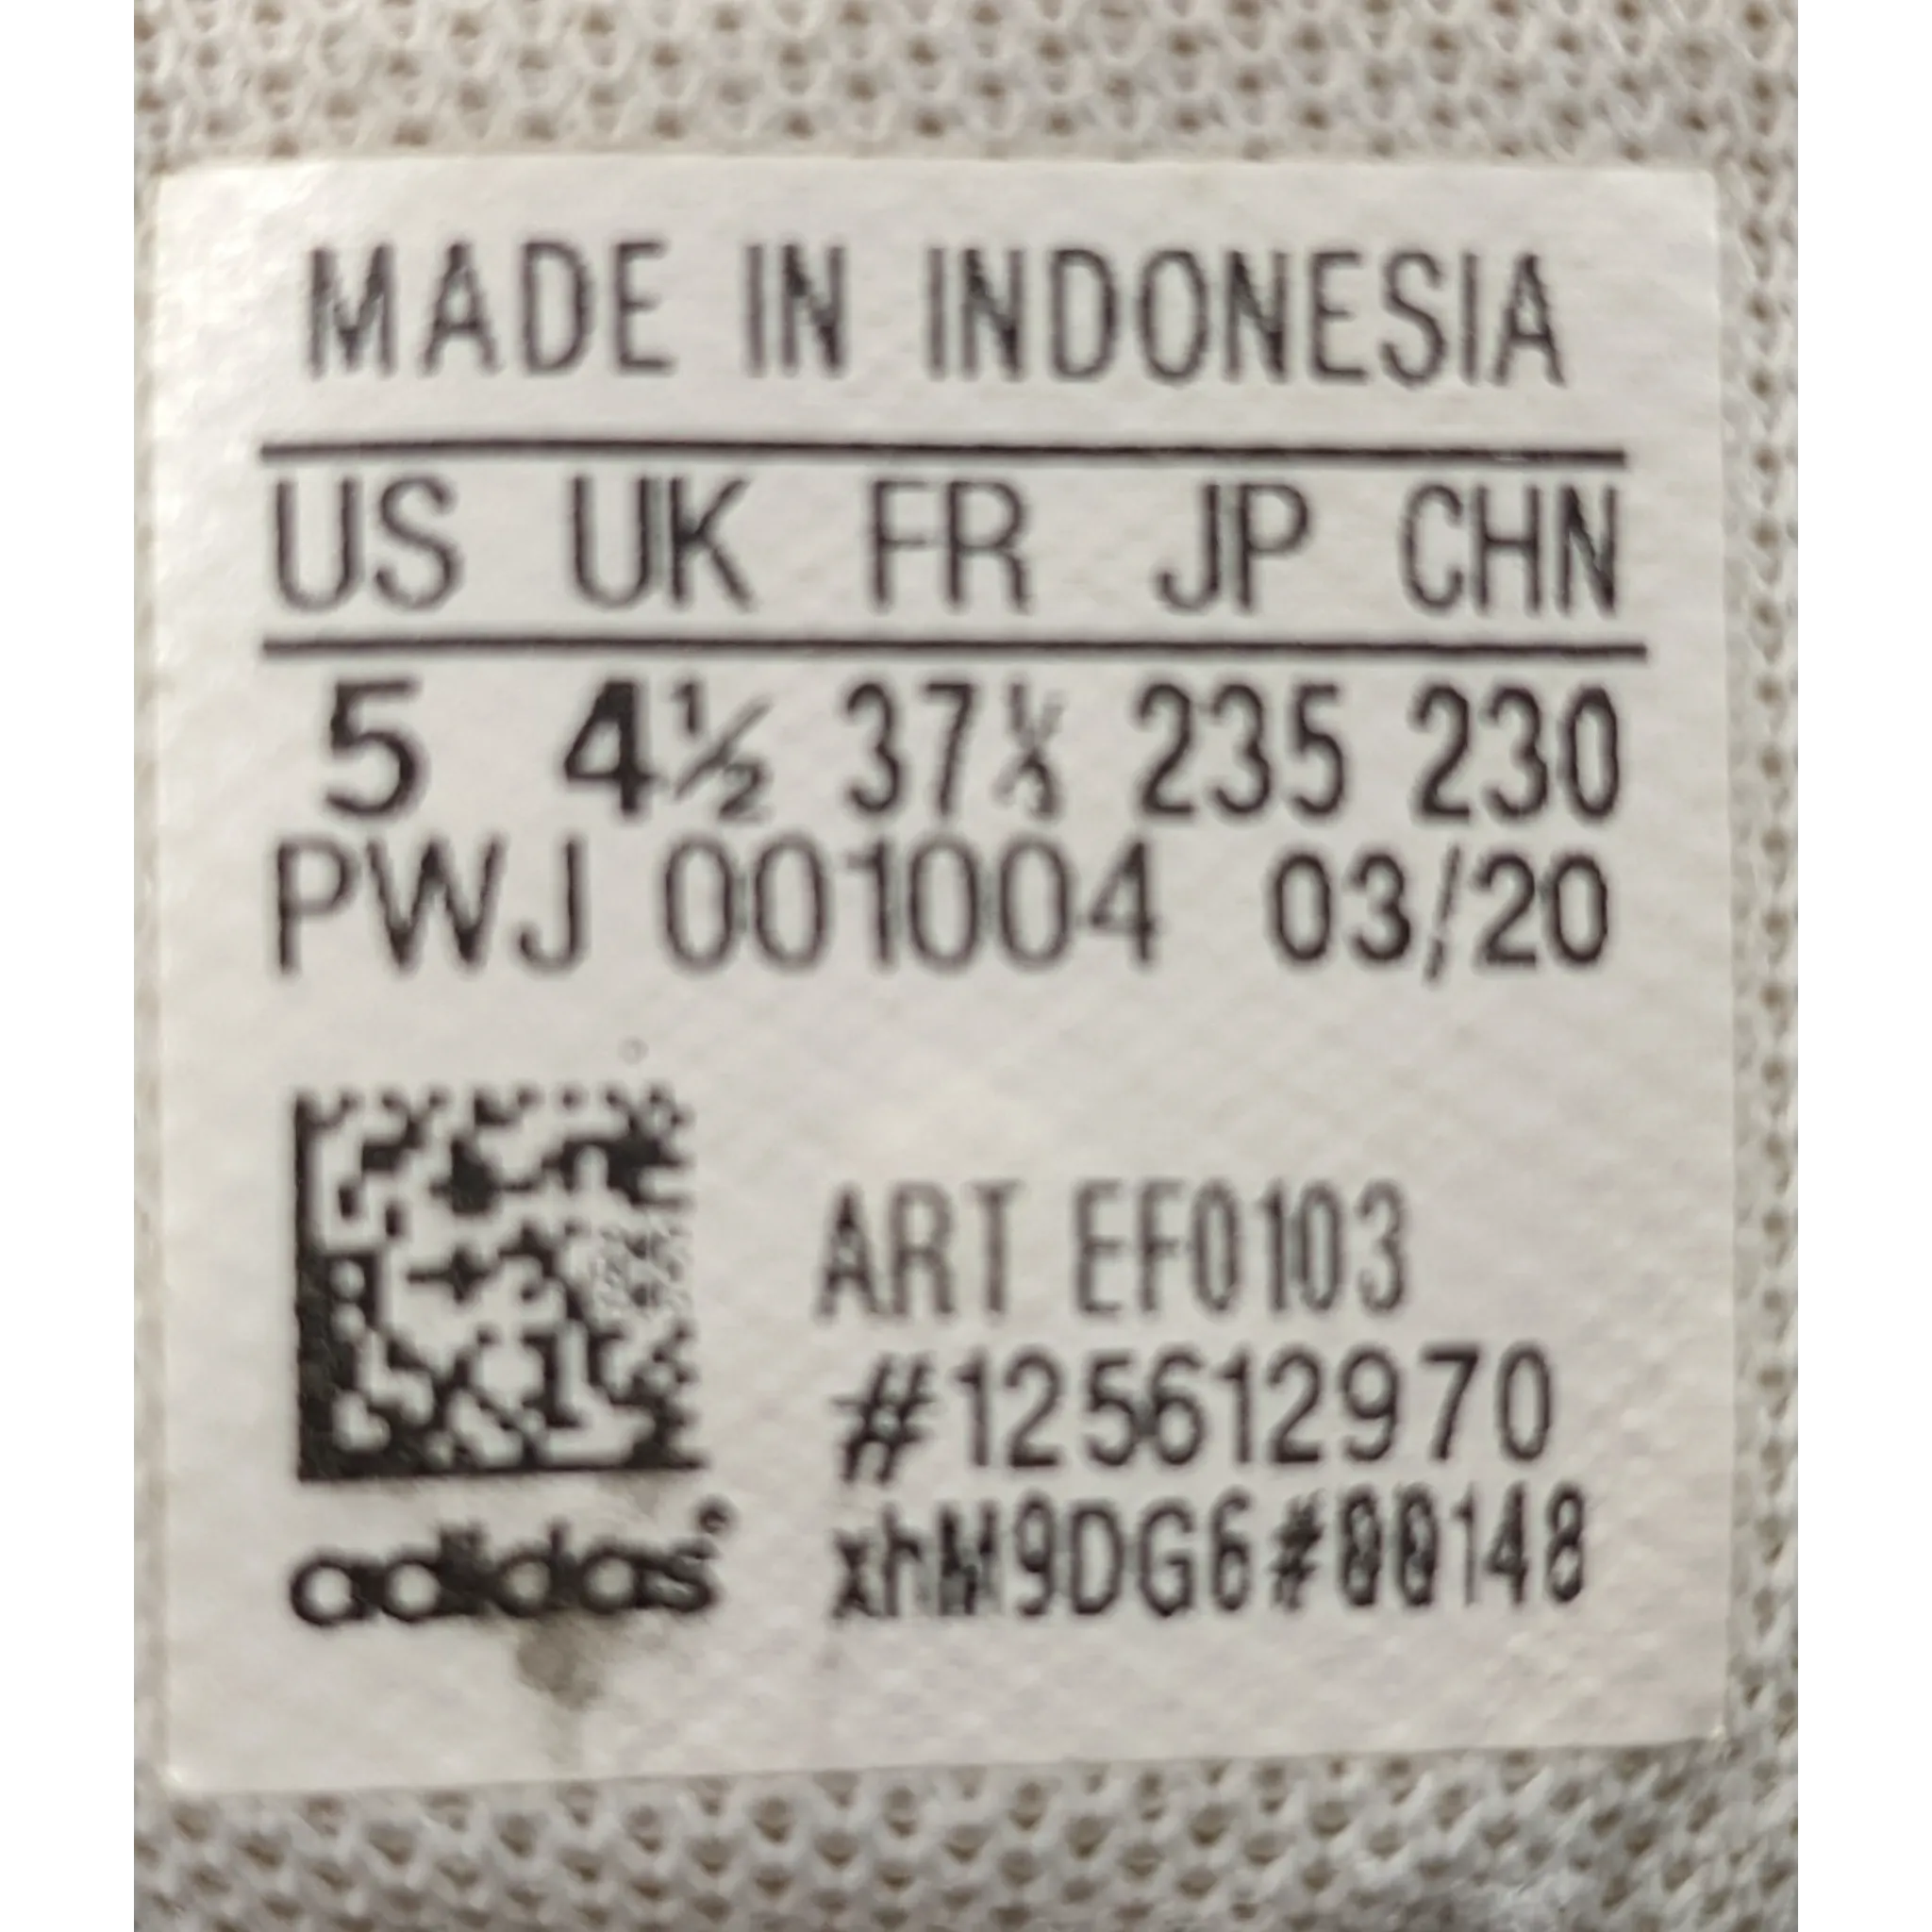 MADE IN INDONESIA
US UK FR JP CHN
5 4½ 37⅓ 235 230
PWJ 001004 03/20
ART EF0103
#125612970
xhM9DG6#00148
adidas®